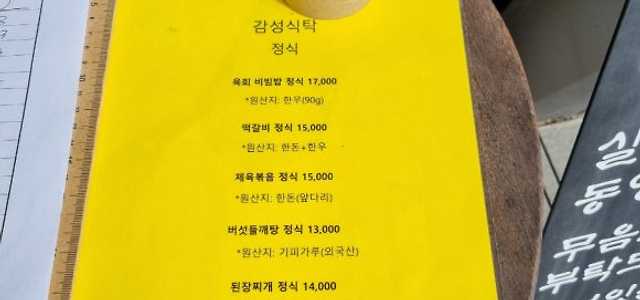 감성식탁
정식
육회 비빔밥 정식 17,000
*원산지: 한우(90g)
떡갈비 정식 15,000
*원산지: 한돈+한우
제육볶음 정식 15,000
*원산지: 한돈(앞다리)
버섯들깨탕 정식 13,000
*원산지: 기피가루(외국산)
된장찌개 정식 14,000
실
동
무음
부탁드